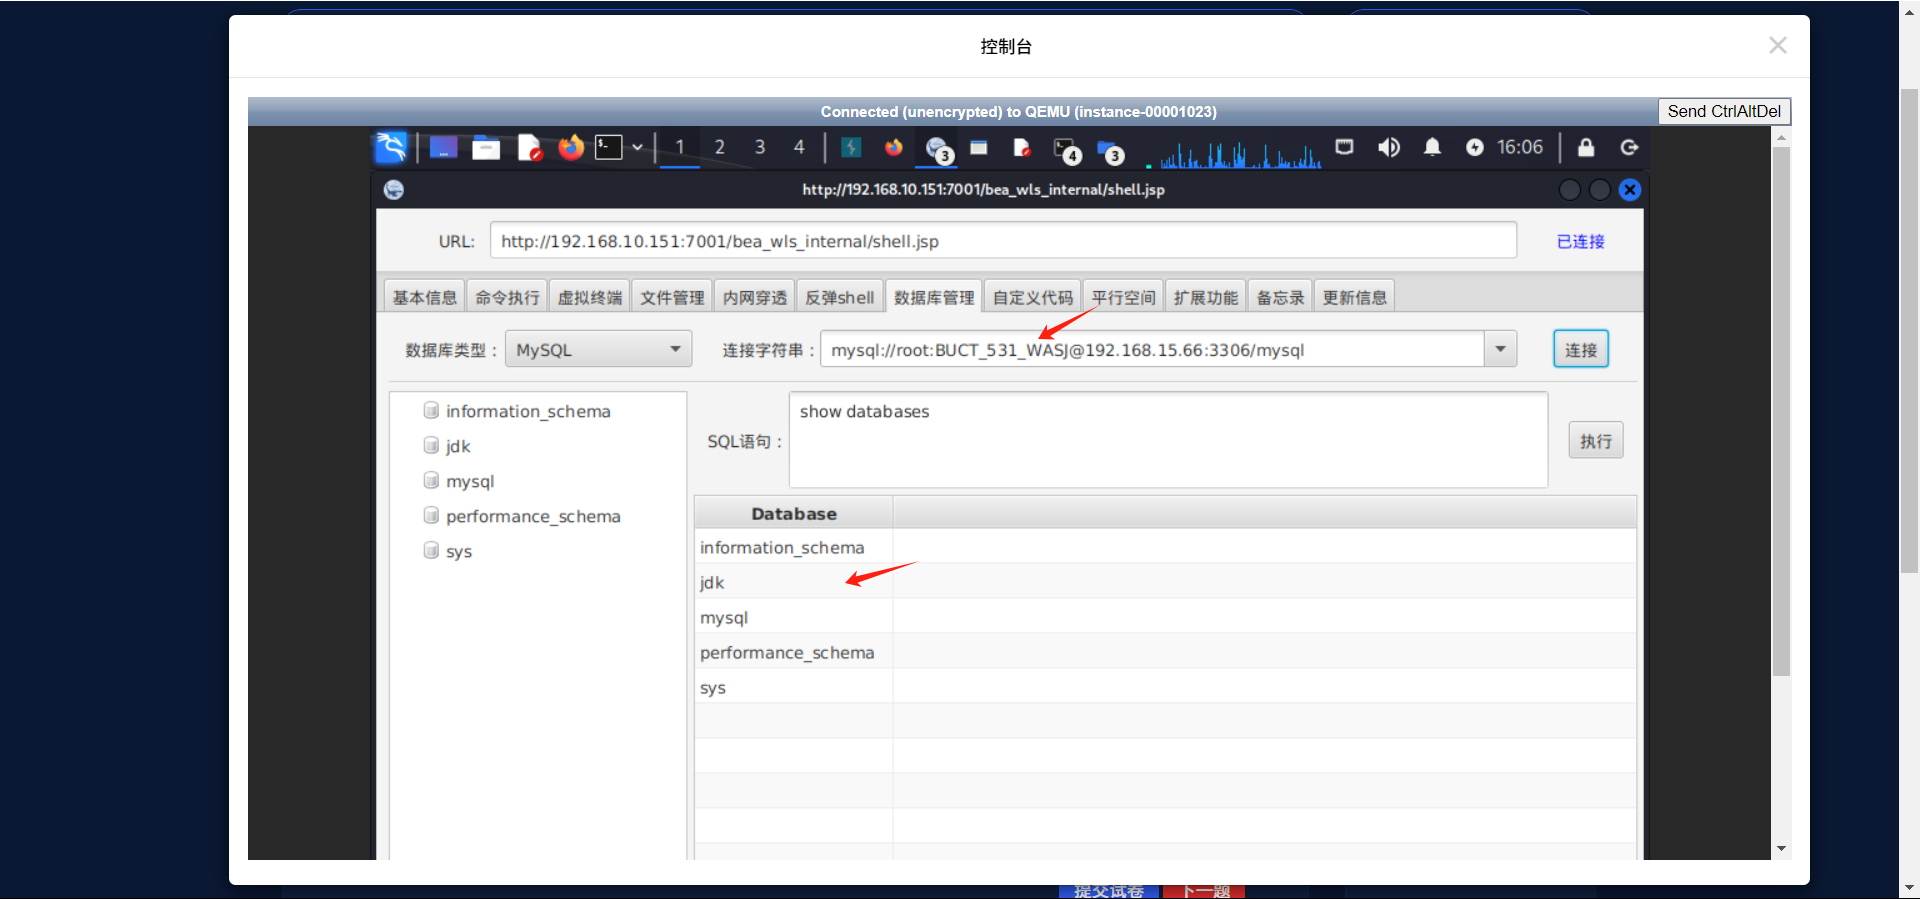 控制台
Connected (unencrypted) to QEMU (instance-00001023)
Send CtrlAltDel
1 2 3 4 3 4 3 16:06
http://192.168.10.151:7001/bea_wls_internal/shell.jsp
URL: http://192.168.10.151:7001/bea_wls_internal/shell.jsp 已连接
基本信息 命令执行 虚拟终端 文件管理 内网穿透 反弹shell 数据库管理 自定义代码 平行空间 扩展功能 备忘录 更新信息
数据库类型： MySQL 连接字符串： mysql://root:BUCT_531_WASJ@192.168.15.66:3306/mysql 连接
information_schema
jdk
mysql
performance_schema
sys
SQL语句： show databases 执行
Database
information_schema
jdk
mysql
performance_schema
sys
提交试卷 下一题